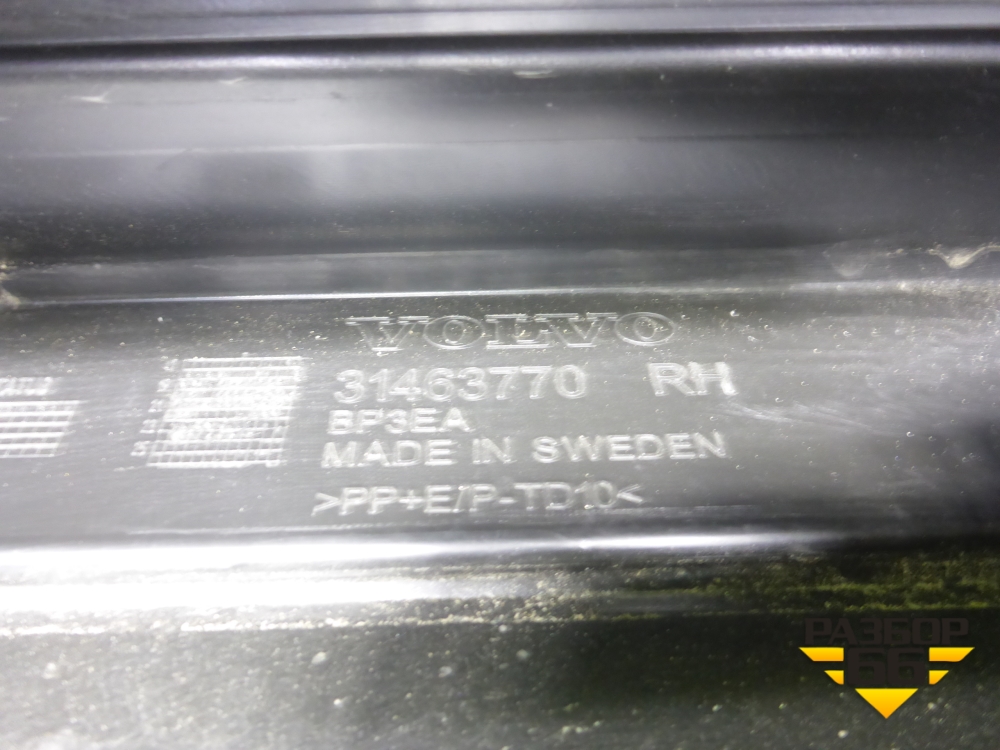 VOLVO
31463770 RH
BP3EA
MADE IN SWEDEN
>PP+E/P-TD10<
РАЗБОР
66